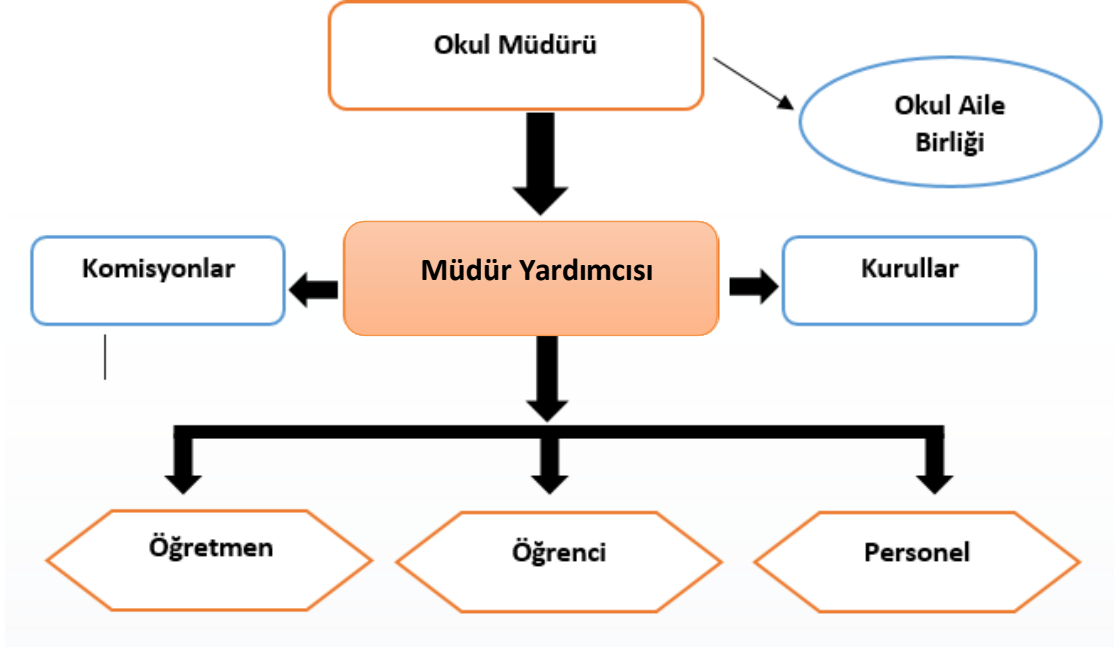 Okul Müdürü
Okul Aile
Birliği
Komisyonlar
Müdür Yardımcısı
Kurullar
Öğretmen
Öğrenci
Personel